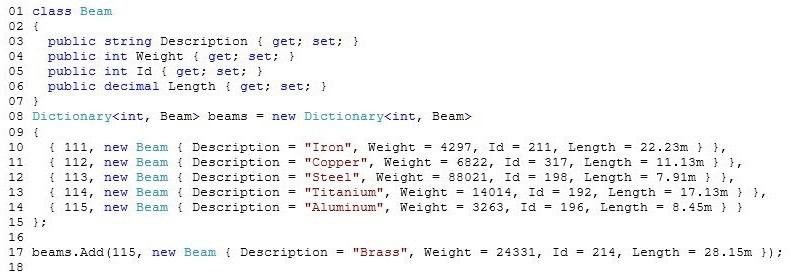 01 class Beam
02 {
03   public string Description { get; set; }
04   public int Weight { get; set; }
05   public int Id { get; set; }
06   public decimal Length { get; set; }
07 }
08 Dictionary<int, Beam> beams = new Dictionary<int, Beam>
09 {
10   { 111, new Beam { Description = "Iron", Weight = 4297, Id = 211, Length = 22.23m } },
11   { 112, new Beam { Description = "Copper", Weight = 6822, Id = 317, Length = 11.13m } },
12   { 113, new Beam { Description = "Steel", Weight = 88021, Id = 198, Length = 7.91m } },
13   { 114, new Beam { Description = "Titanium", Weight = 14014, Id = 192, Length = 17.13m } },
14   { 115, new Beam { Description = "Aluminum", Weight = 3263, Id = 196, Length = 8.45m } }
15 };
16
17 beams.Add(115, new Beam { Description = "Brass", Weight = 24331, Id = 214, Length = 28.15m });
18